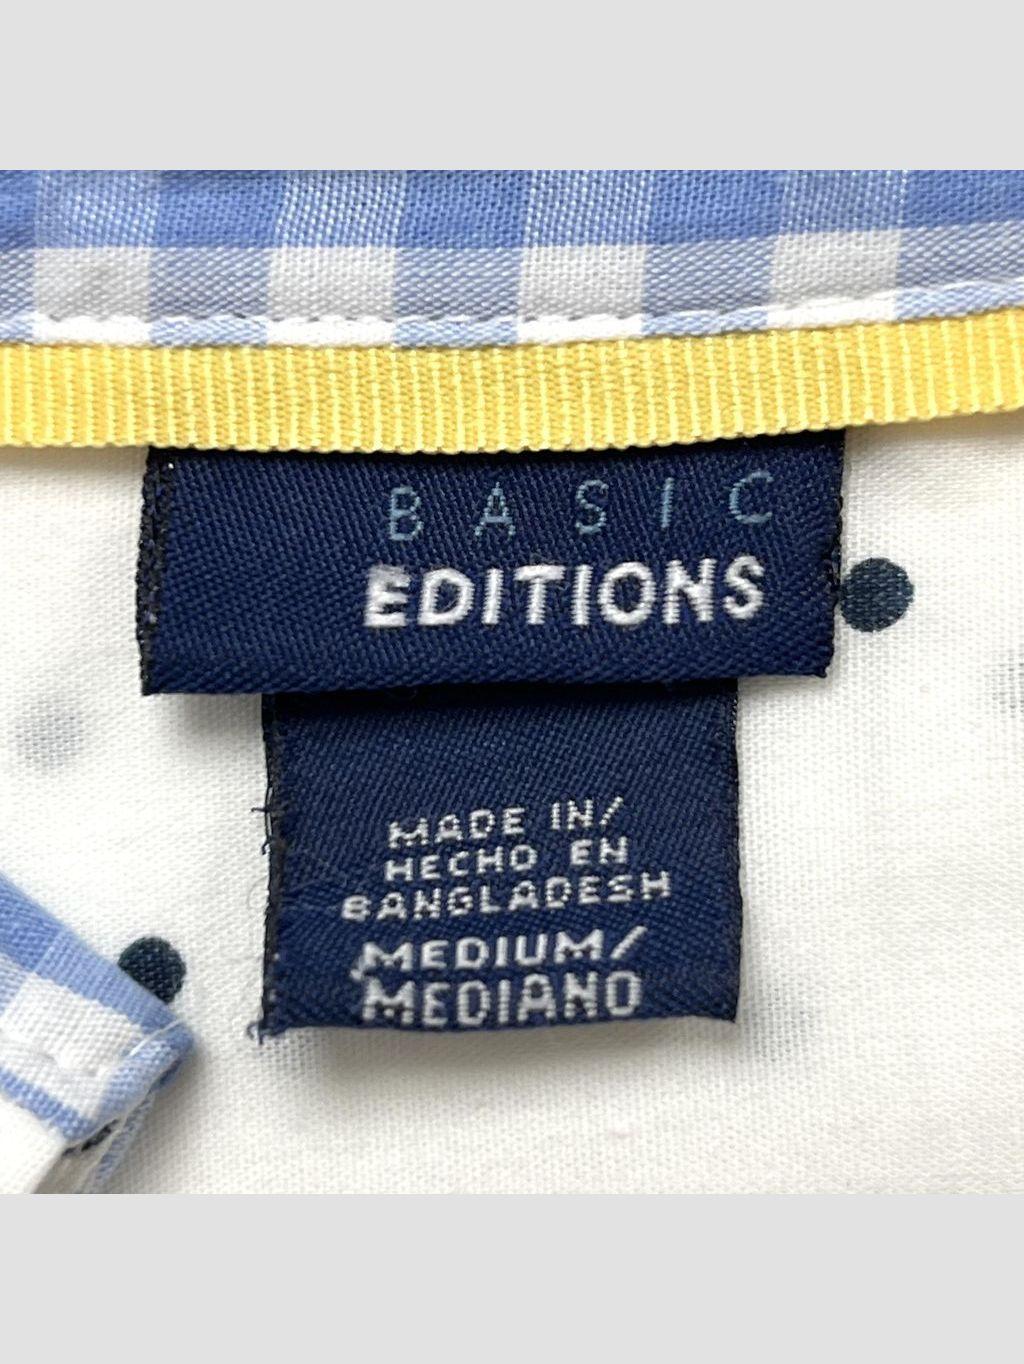 BASIC
EDITIONS
MADE IN/
HECHO EN
BANGLADESH
MEDIUM/
MEDIANO